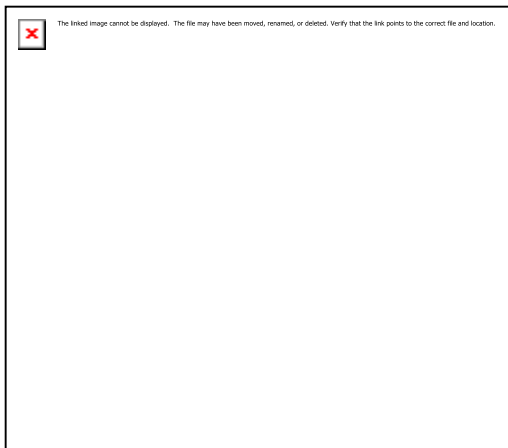 The linked image cannot be displayed.  The file may have been moved, renamed, or deleted. Verify that the link points to the correct file and location.